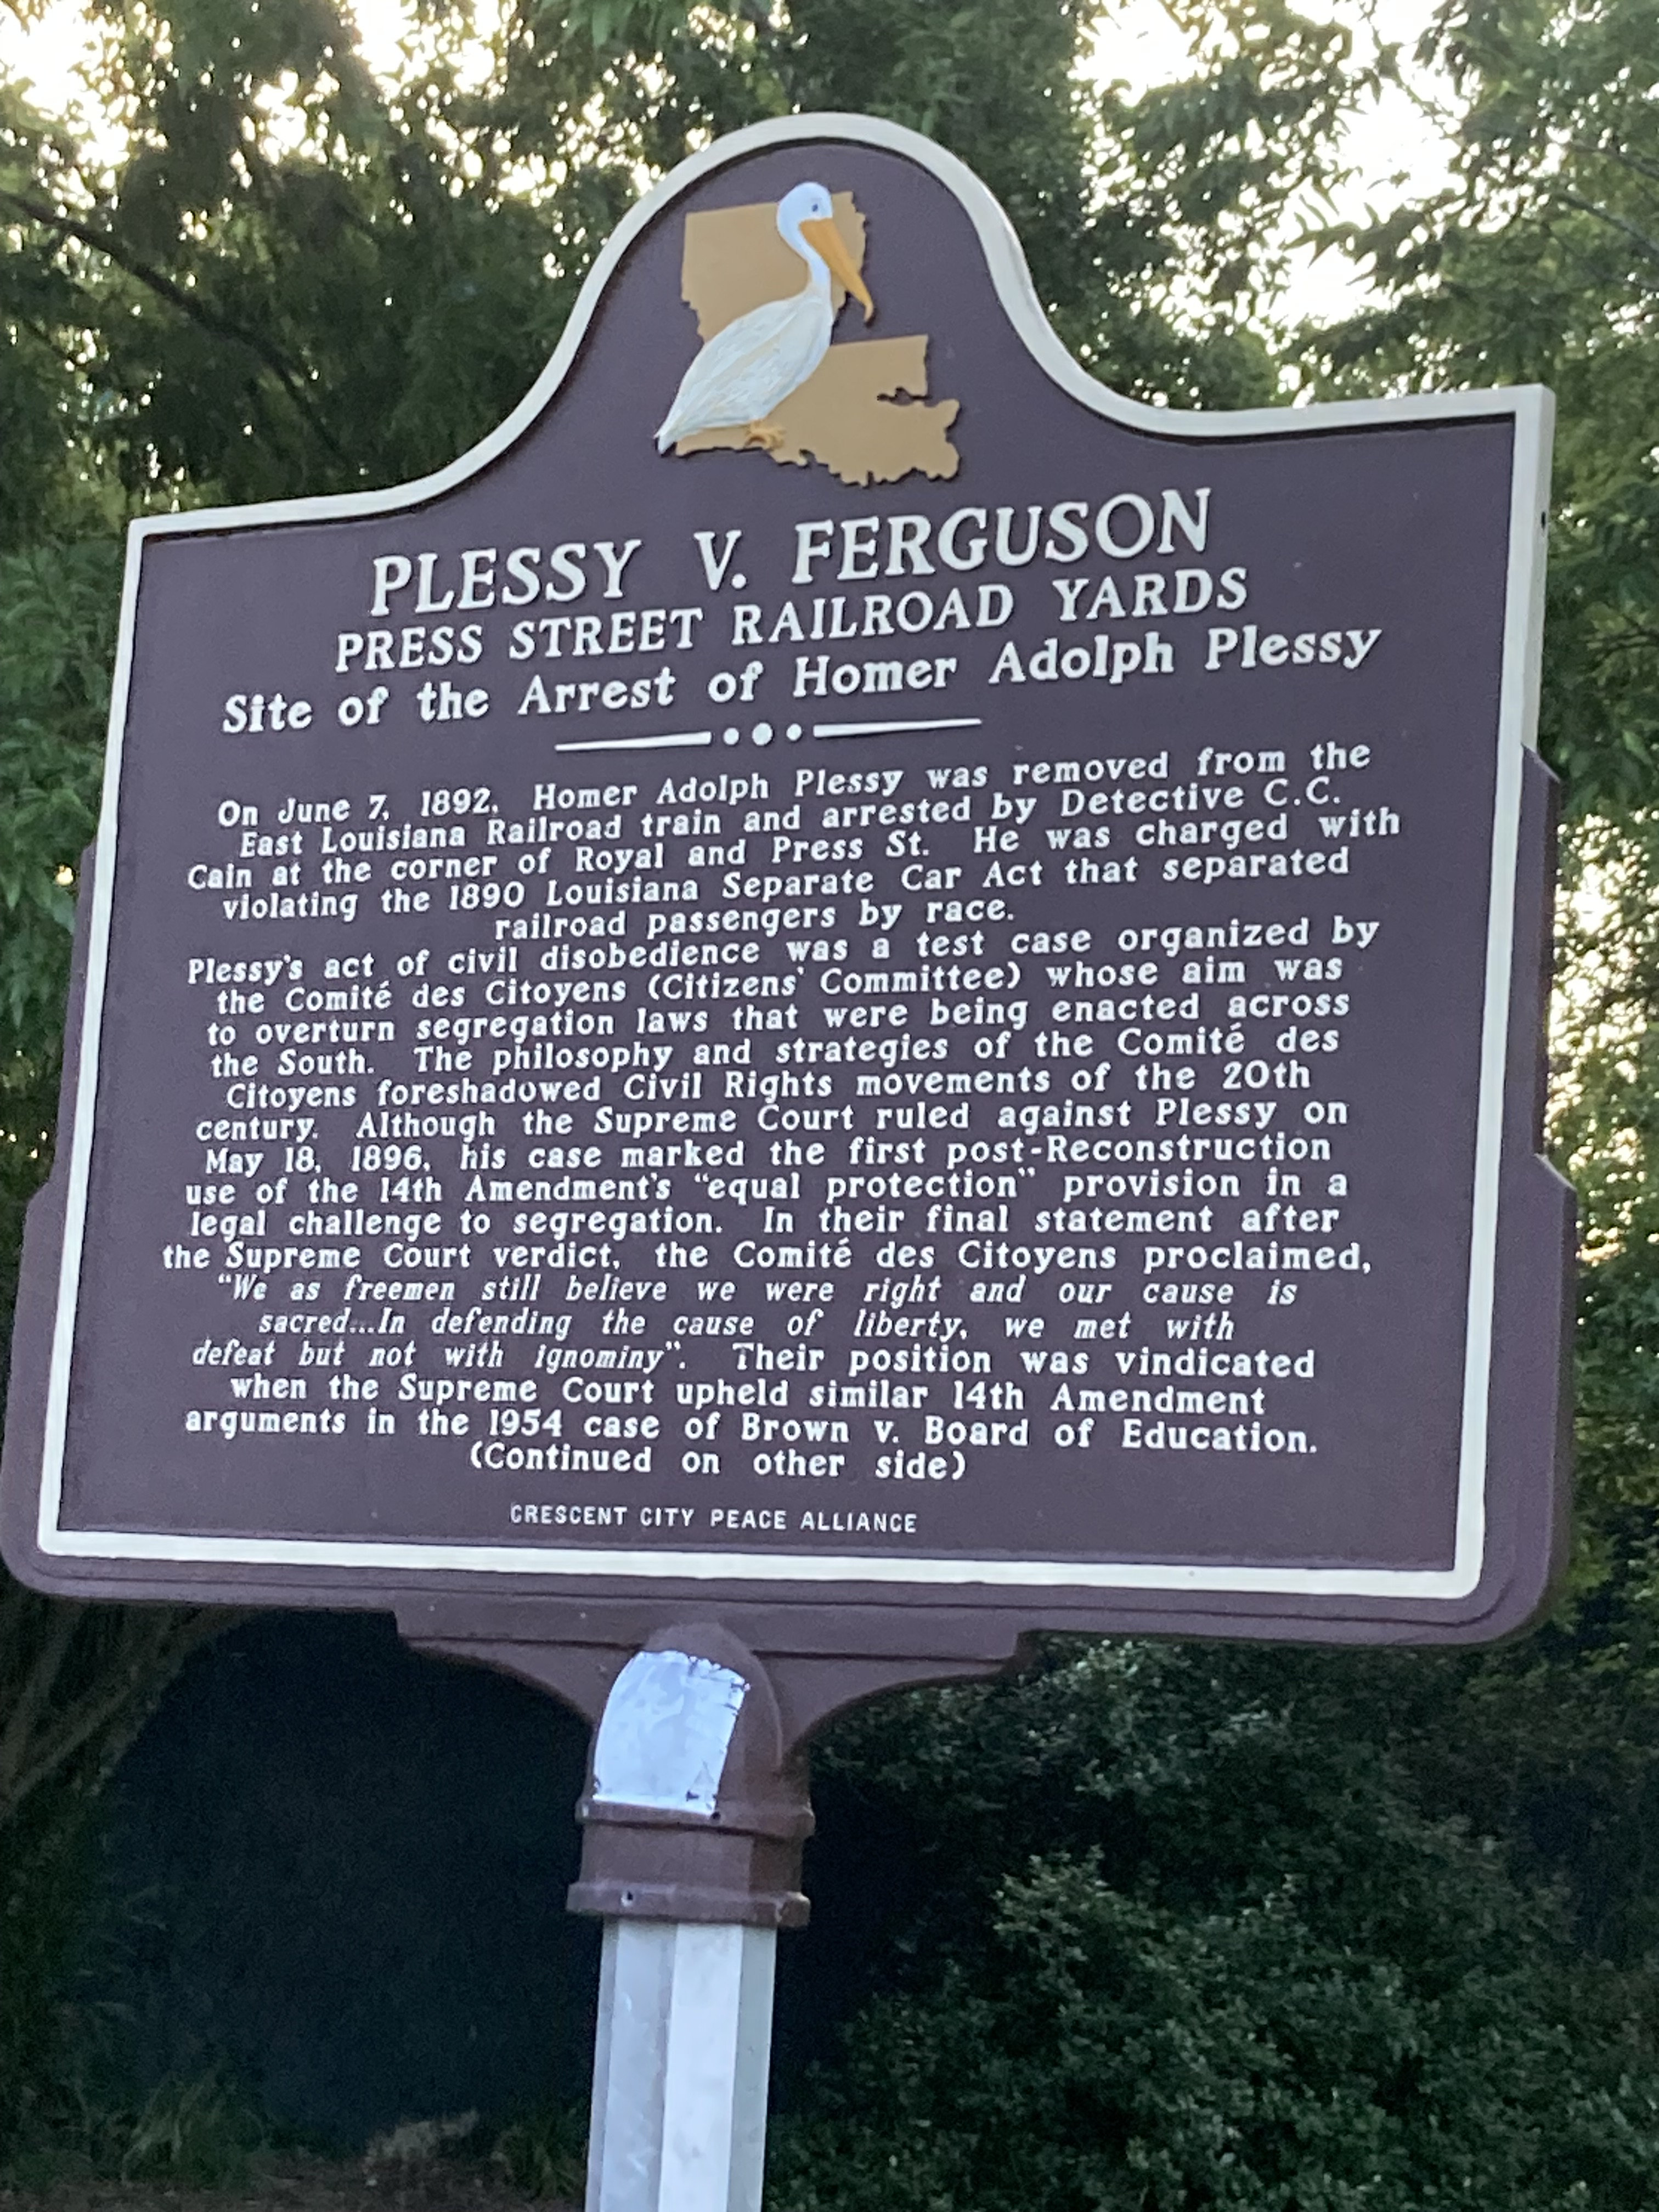 PLESSY V. FERGUSON
PRESS STREET RAILROAD YARDS
Site of the Arrest of Homer Adolph Plessy
On June 7, 1892, Homer Adolph Plessy was removed from the
East Louisiana Railroad train and arrested by Detective C.C.
Cain at the corner of Royal and Press St. He was charged with
violating the 1890 Louisiana Separate Car Act that separated
railroad passengers by race.
Plessy's act of civil disobedience was a test case organized by
the Comité des Citoyens (Citizens' Committee) whose aim was
to overturn segregation laws that were being enacted across
the South. The philosophy and strategies of the Comité des
Citoyens foreshadowed Civil Rights movements of the 20th
century. Although the Supreme Court ruled against Plessy on
May 18, 1896, his case marked the first post-Reconstruction
use of the 14th Amendment's "equal protection" provision in a
legal challenge to segregation. In their final statement after
the Supreme Court verdict, the Comité des Citoyens proclaimed,
"We as freemen still believe we were right and our cause is
sacred...In defending the cause of liberty, we met with
defeat but not with ignominy". Their position was vindicated
when the Supreme Court upheld similar 14th Amendment
arguments in the 1954 case of Brown v. Board of Education.
(Continued on other side)
CRESCENT CITY PEACE ALLIANCE